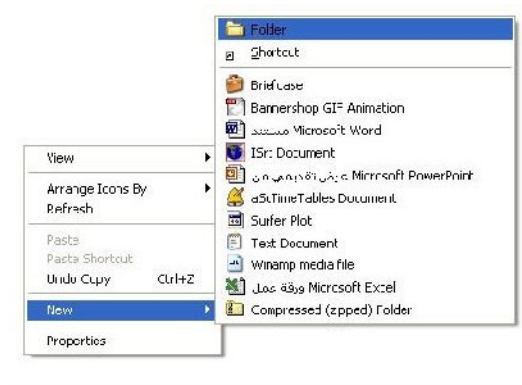 View
Arrange Icons By
Refresh
Paste
Paste Shortcut
Undo Copy Ctrl+Z
New
Properties
Folder
Shortcut
Briefcase
Bannershop GIF Animation
مستند Microsoft Word
ISri Document
عرض تقديمي من Microsoft PowerPoint
aScTimeTables Document
Surfer Plot
Text Document
Winamp media file
ورقة عمل Microsoft Excel
Compressed (zipped) Folder